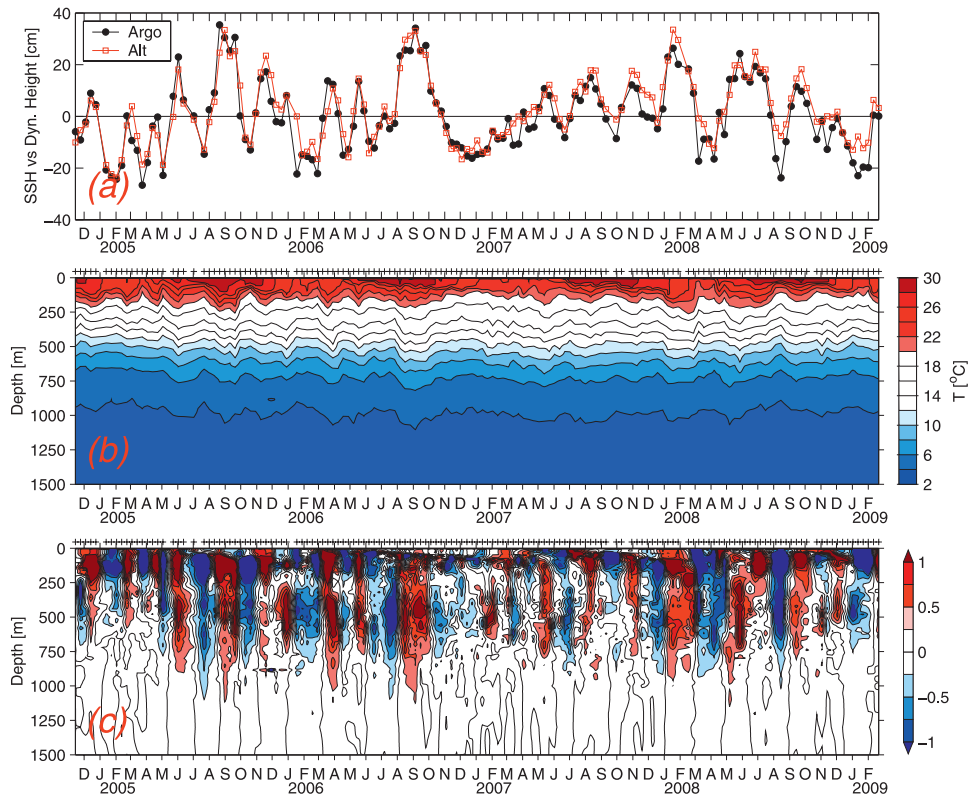 40
20
0
−20
−40
SSH vs Dyn. Height [cm]
Argo
Alt
(a)
D J F M A M J J A S O N D J F M A M J J A S O N D J F M A M J J A S O N D J F M A M J J A S O N D J F
2005 2006 2007 2008 2009
0
250
500
750
1000
1250
1500
Depth [m]
(b)
30
26
22
18
14
10
6
2
T [°C]
D J F M A M J J A S O N D J F M A M J J A S O N D J F M A M J J A S O N D J F M A M J J A S O N D J F
2005 2006 2007 2008 2009
0
250
500
750
1000
1250
1500
Depth [m]
(c)
1
0.5
0
−0.5
−1
D J F M A M J J A S O N D J F M A M J J A S O N D J F M A M J J A S O N D J F M A M J J A S O N D J F
2005 2006 2007 2008 2009